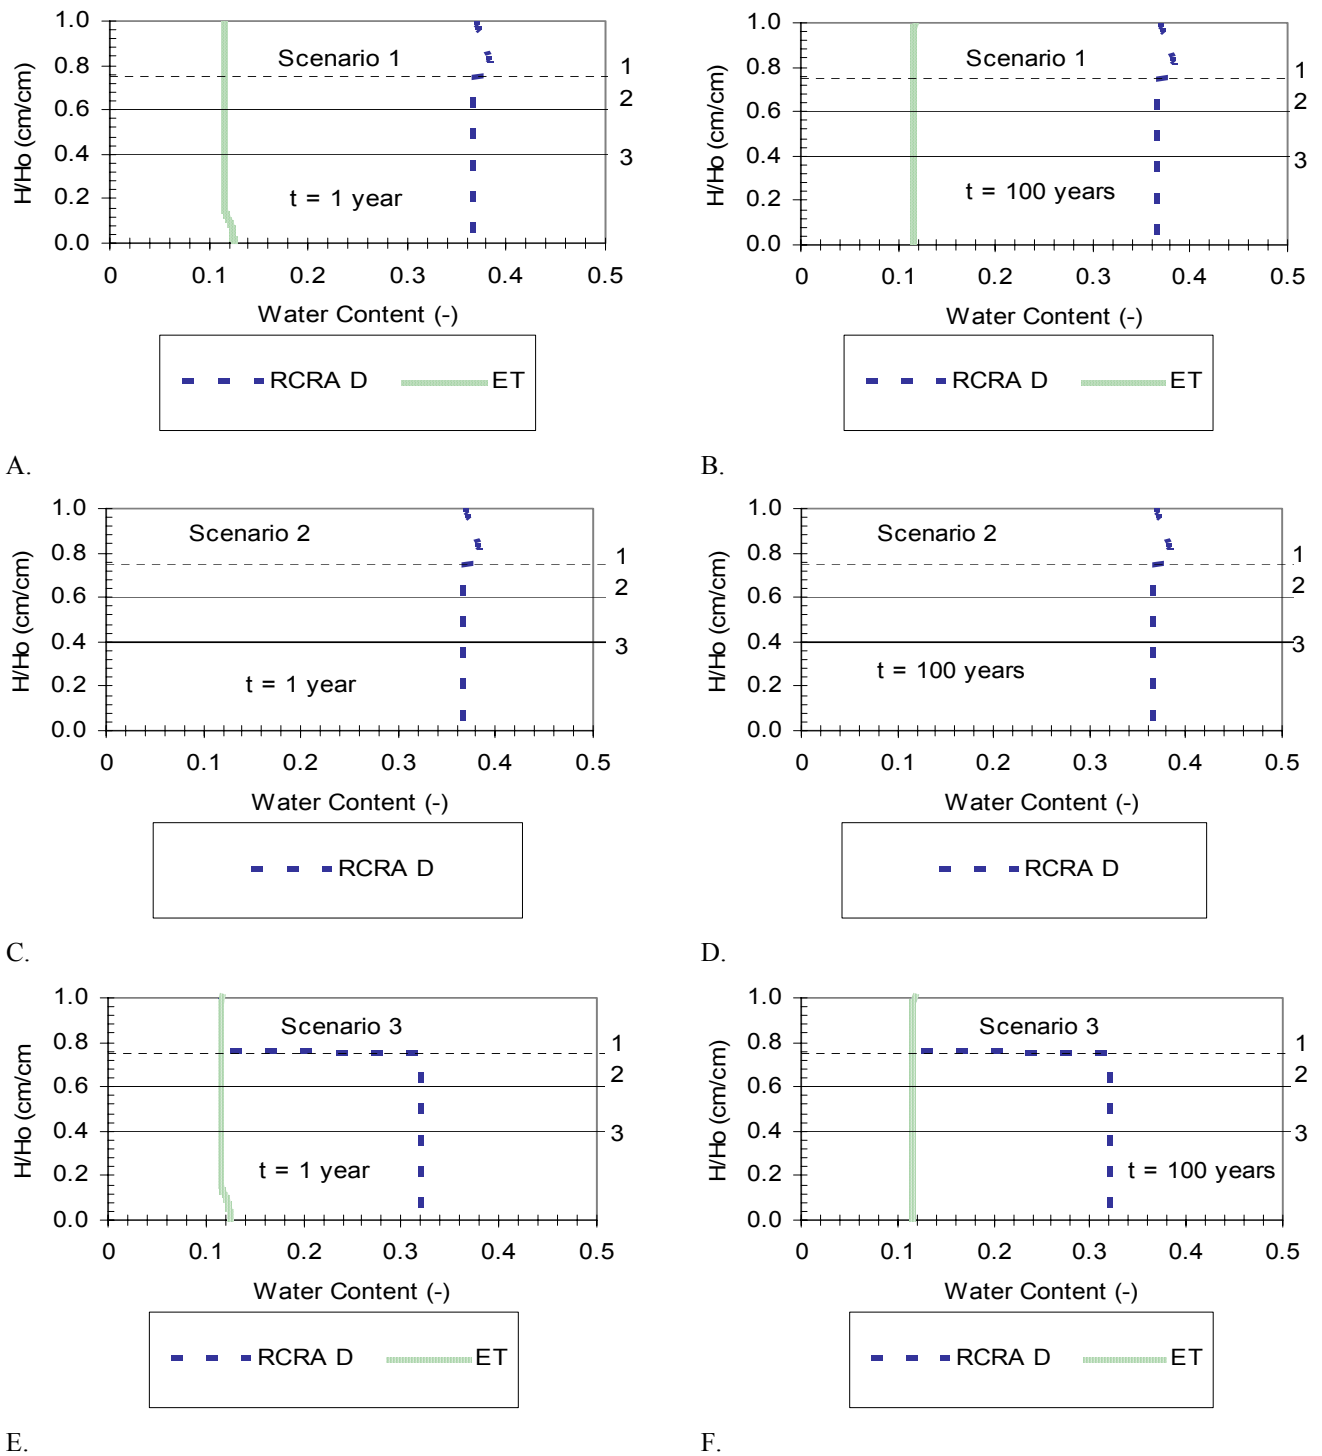 1.0
0.8
0.6
0.4
0.2
0.0
H/Ho (cm/cm)
Scenario 1
t = 1 year
1
2
3
0 0.1 0.2 0.3 0.4 0.5
Water Content (-)
RCRA D ET
A.
1.0
0.8
0.6
0.4
0.2
0.0
H/Ho (cm/cm)
Scenario 1
t = 100 years
1
2
3
0 0.1 0.2 0.3 0.4 0.5
Water Content (-)
RCRA D ET
B.
1.0
0.8
0.6
0.4
0.2
0.0
H/Ho (cm/cm)
Scenario 2
t = 1 year
1
2
3
0 0.1 0.2 0.3 0.4 0.5
Water Content (-)
RCRA D
C.
1.0
0.8
0.6
0.4
0.2
0.0
H/Ho (cm/cm)
Scenario 2
t = 100 years
1
2
3
0 0.1 0.2 0.3 0.4 0.5
Water Content (-)
RCRA D
D.
1.0
0.8
0.6
0.4
0.2
0.0
H/Ho (cm/cm
Scenario 3
t = 1 year
1
2
3
0 0.1 0.2 0.3 0.4 0.5
Water Content (-)
RCRA D ET
E.
1.0
0.8
0.6
0.4
0.2
0.0
H/Ho (cm/cm)
Scenario 3
t = 100 years
1
2
3
0 0.1 0.2 0.3 0.4 0.5
Water Content (-)
RCRA D ET
F.